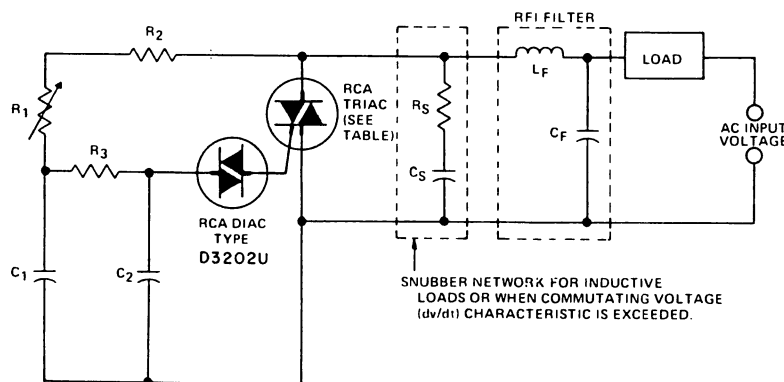 RFI FILTER
R2
LF
LOAD
RCA
TRIAC
(SEE
TABLE)
RS
R1
CF
AC INPUT
VOLTAGE
R3
CS
RCA DIAC
TYPE
D3202U
C1
C2
SNUBBER NETWORK FOR INDUCTIVE
LOADS OR WHEN COMMUTATING VOLTAGE
(dv/dt) CHARACTERISTIC IS EXCEEDED.